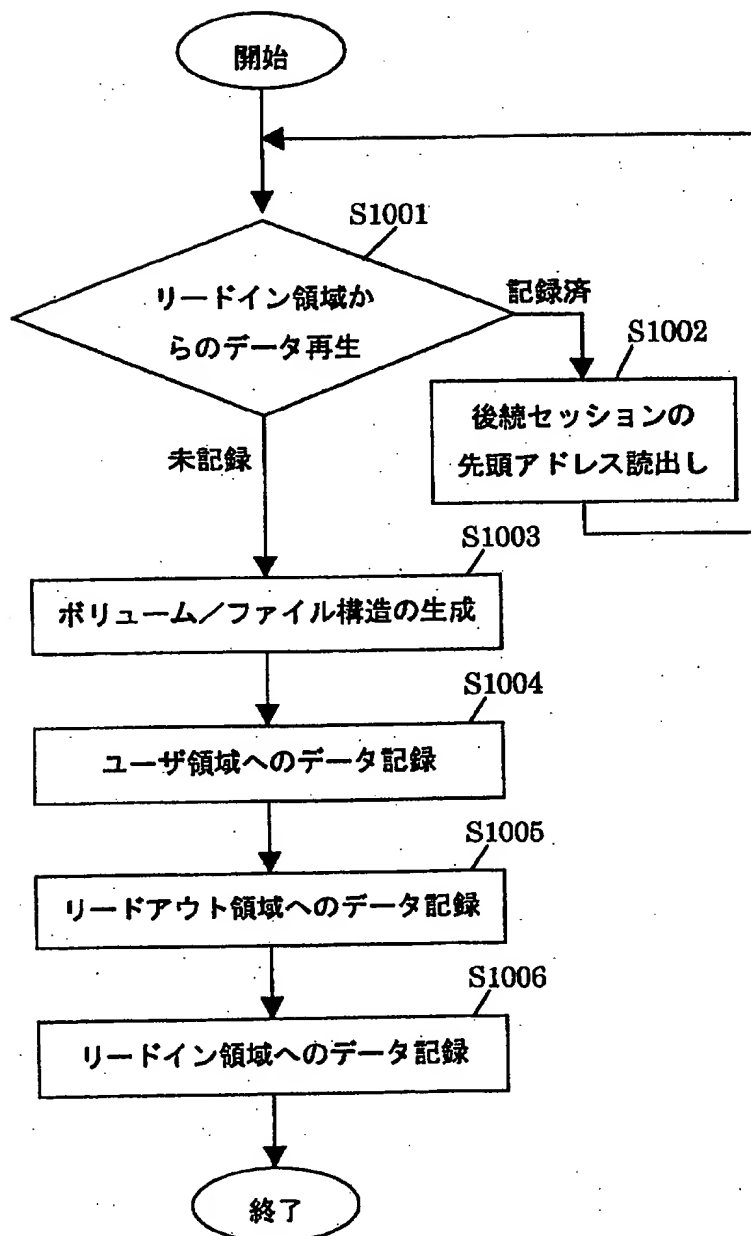 開始
S1001
リードイン領域か
らのデータ再生
記録済
S1002
後続セッションの
先頭アドレス読出し
未記録
S1003
ボリューム／ファイル構造の生成
S1004
ユーザ領域へのデータ記録
S1005
リードアウト領域へのデータ記録
S1006
リードイン領域へのデータ記録
終了